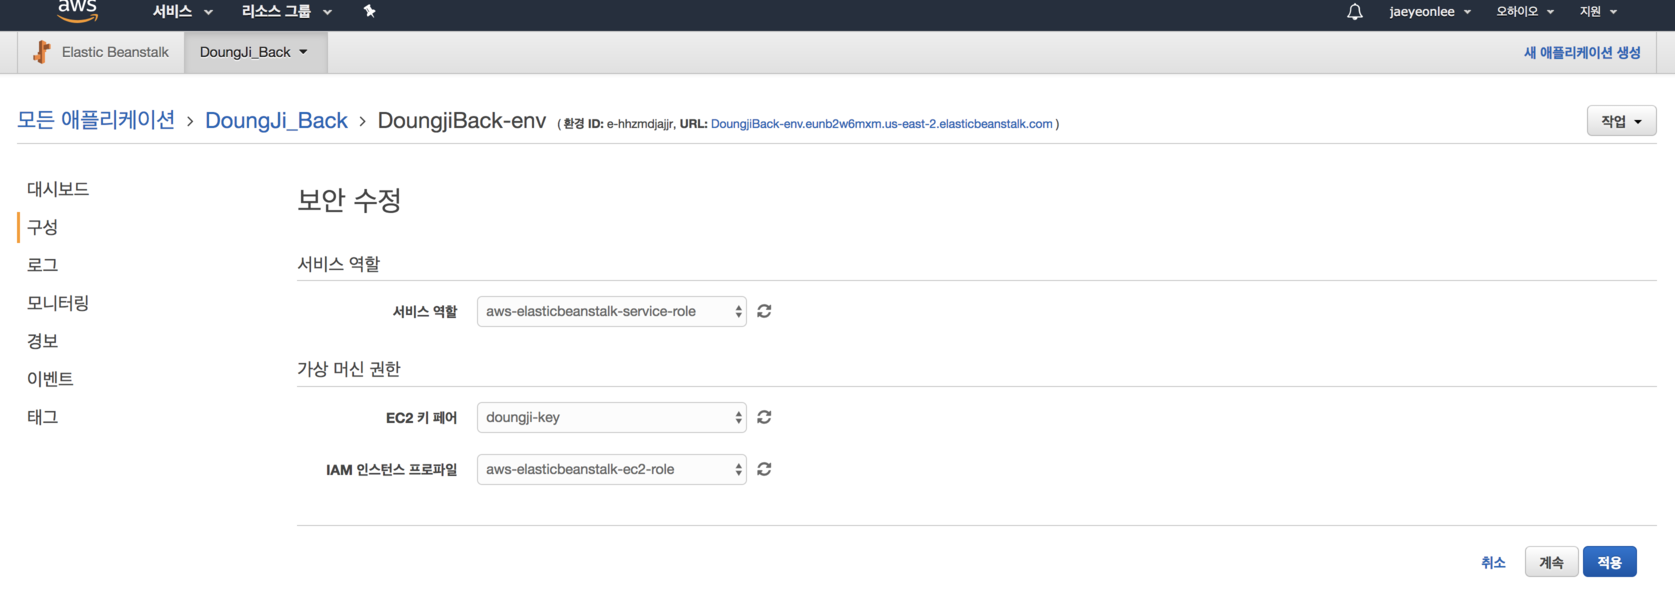 aws 서비스 리소스 그룹 jaeyeonlee 오하이오 지원
Elastic Beanstalk DoungJi_Back 새 애플리케이션 생성
모든 애플리케이션 > DoungJi_Back > DoungjiBack-env ( 환경 ID: e-hhzmdjajjr, URL: DoungjiBack-env.eunb2w6mxm.us-east-2.elasticbeanstalk.com ) 작업
대시보드
구성
로그
모니터링
경보
이벤트
태그
보안 수정
서비스 역할
서비스 역할 aws-elasticbeanstalk-service-role
가상 머신 권한
EC2 키 페어 doungji-key
IAM 인스턴스 프로파일 aws-elasticbeanstalk-ec2-role
취소 계속 적용